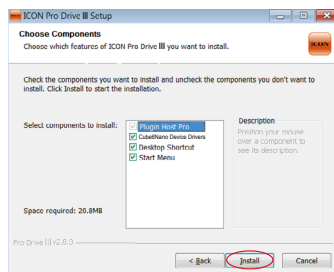 ICON Pro Drive III Setup
Choose Components
Choose which features of ICON Pro Drive III you want to install.
ICON
Check the components you want to install and uncheck the components you don't want to
install. Click Install to start the installation.
Select components to install:
Plugin Host Pro
Cube6Nano Device Drivers
Desktop Shortcut
Start Menu
Description
Position your mouse
over a component to
see its description.
Space required: 20.8MB
Pro Drive III V2.0.3
< Back
Install
Cancel